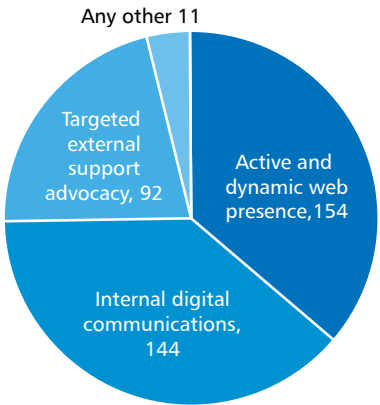 Any other 11
Targeted
external
support
advocacy, 92
Active and
dynamic web
presence,154
Internal digital
communications,
144